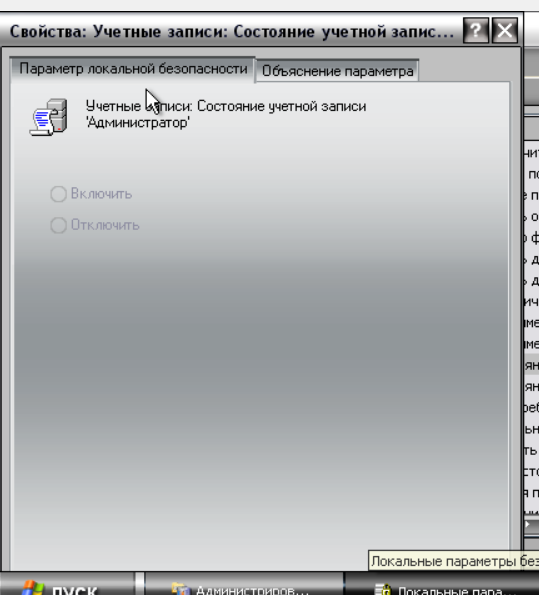 Свойства: Учетные записи: Состояние учетной запис...
Параметр локальной безопасности
Объяснение параметра
Учетные записи: Состояние учетной записи
'Администратор'
Включить
Отключить
Локальные параметры без
пуск
Администриров...
Локальные пара...